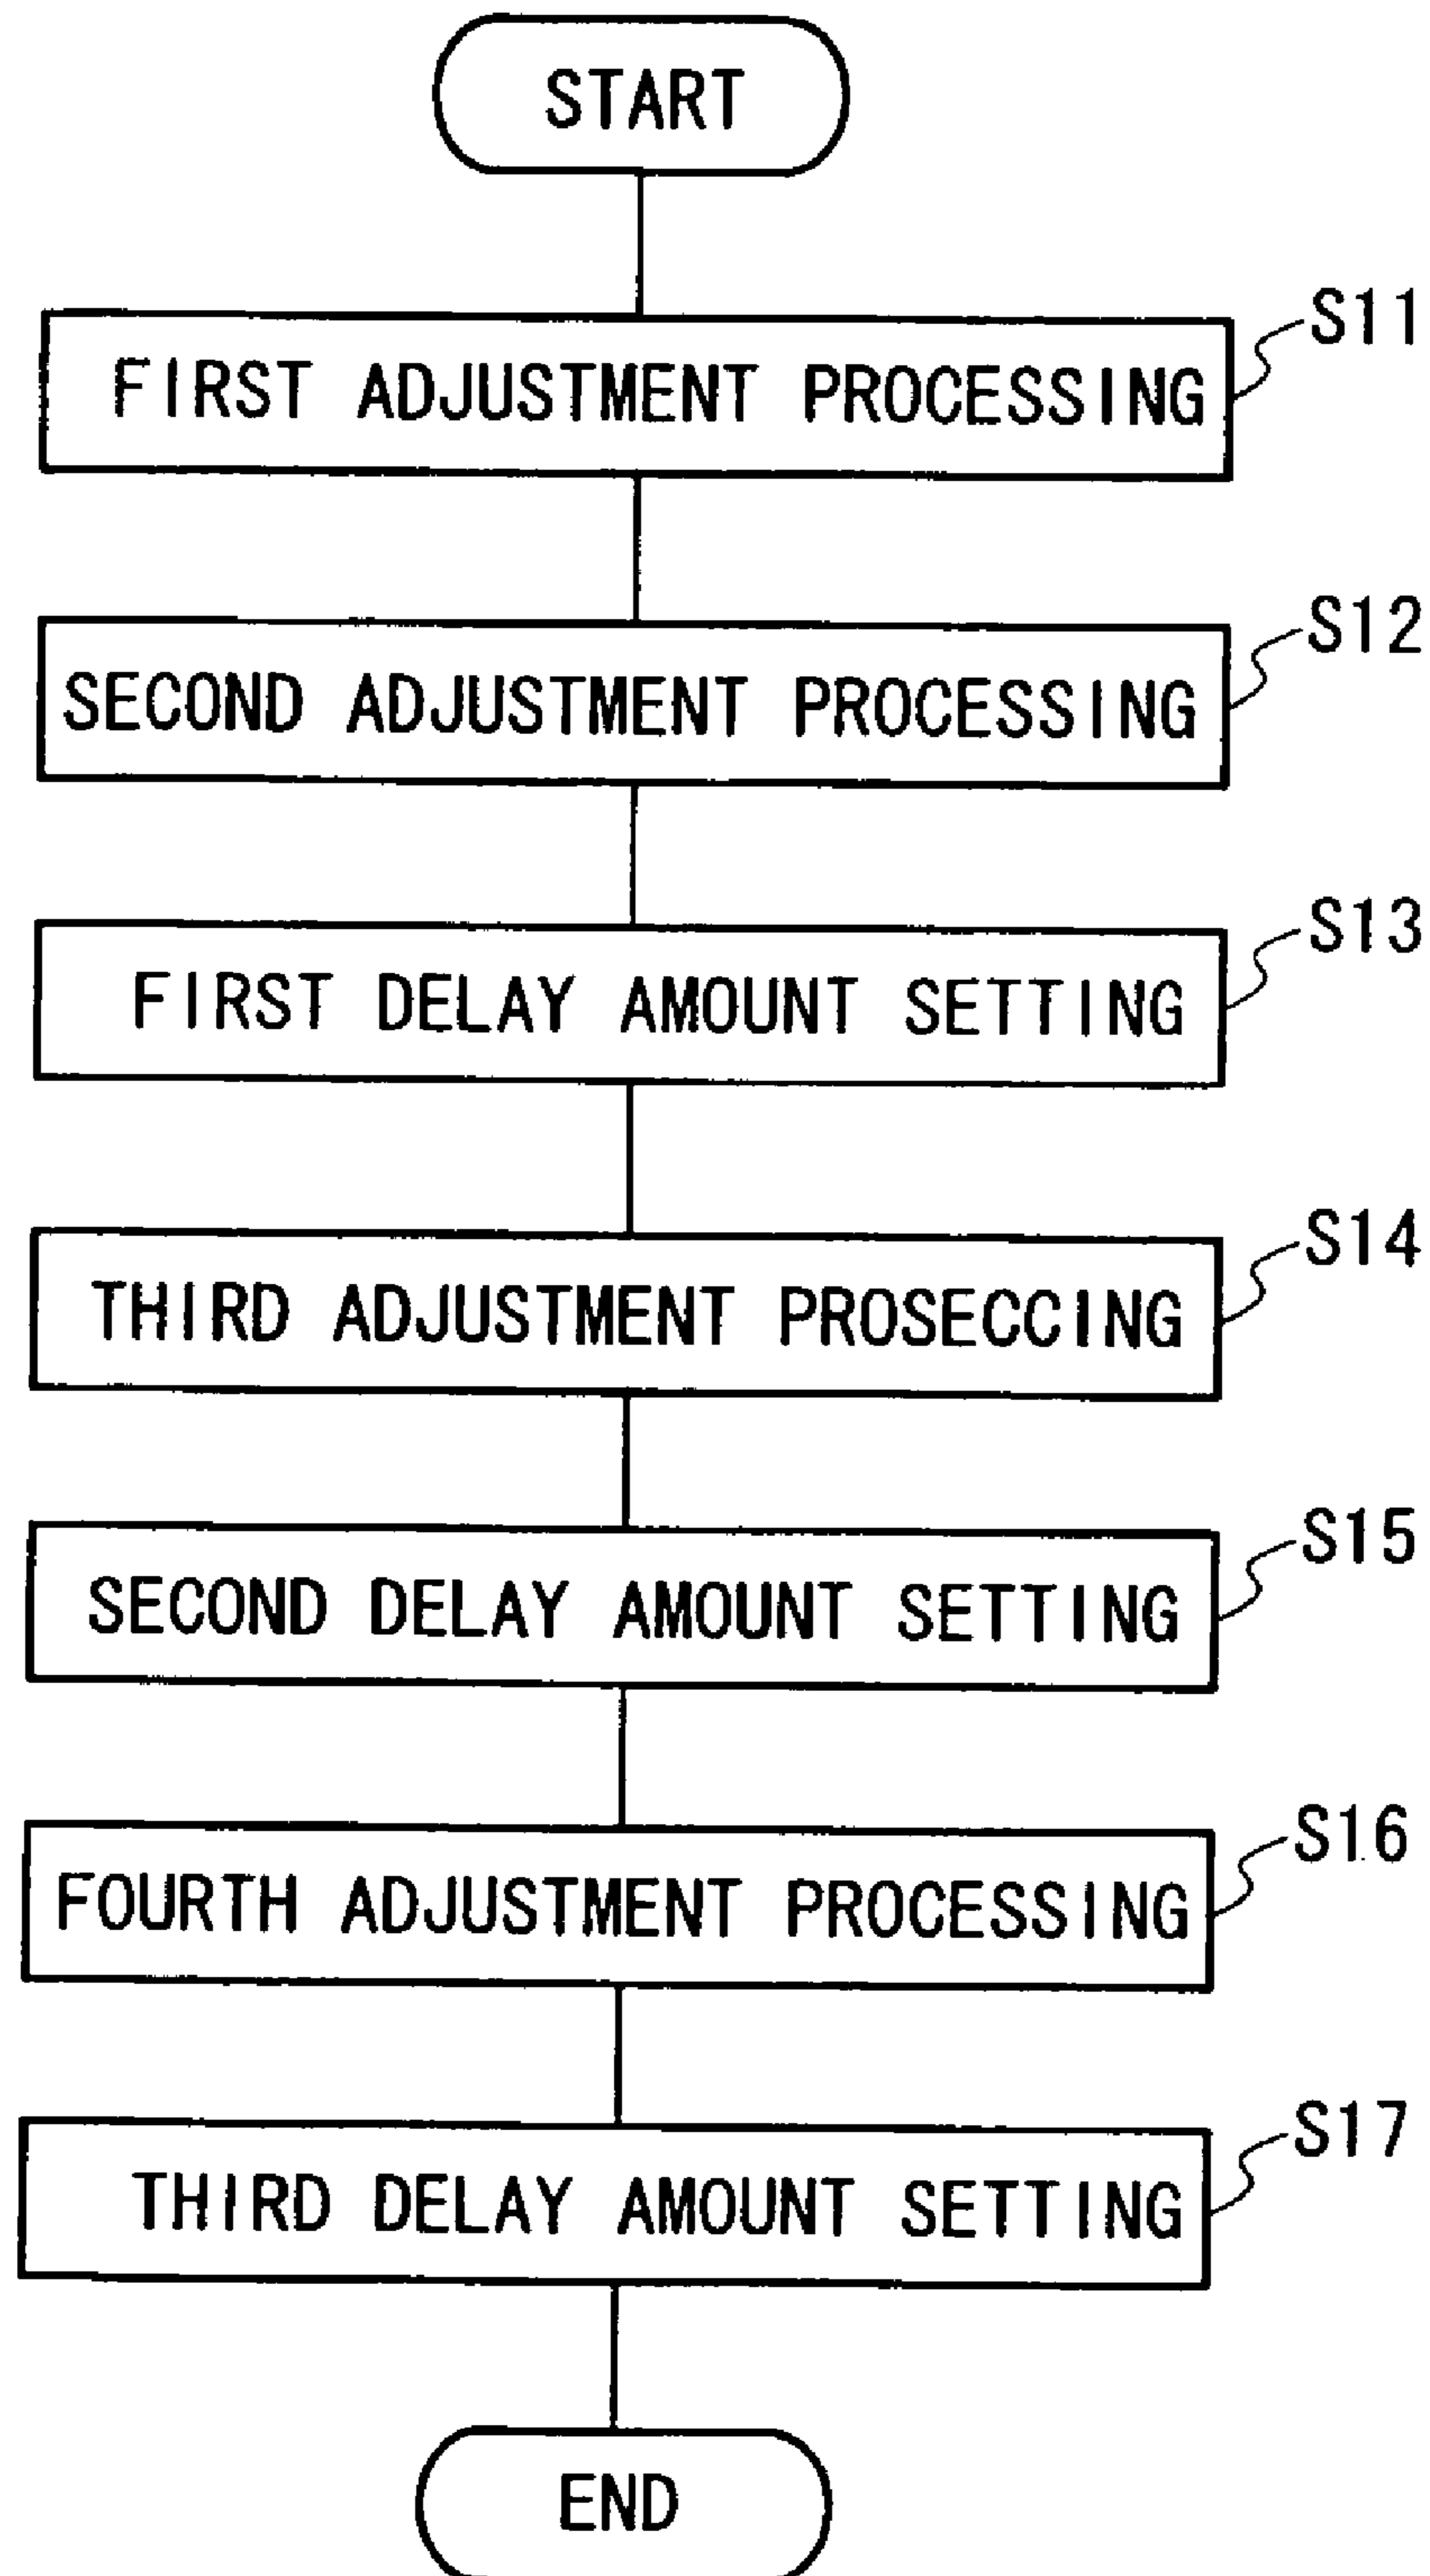 START
FIRST ADJUSTMENT PROCESSING
S11
SECOND ADJUSTMENT PROCESSING
S12
FIRST DELAY AMOUNT SETTING
S13
THIRD ADJUSTMENT PROSECCING
S14
SECOND DELAY AMOUNT SETTING
S15
FOURTH ADJUSTMENT PROCESSING
S16
THIRD DELAY AMOUNT SETTING
S17
END